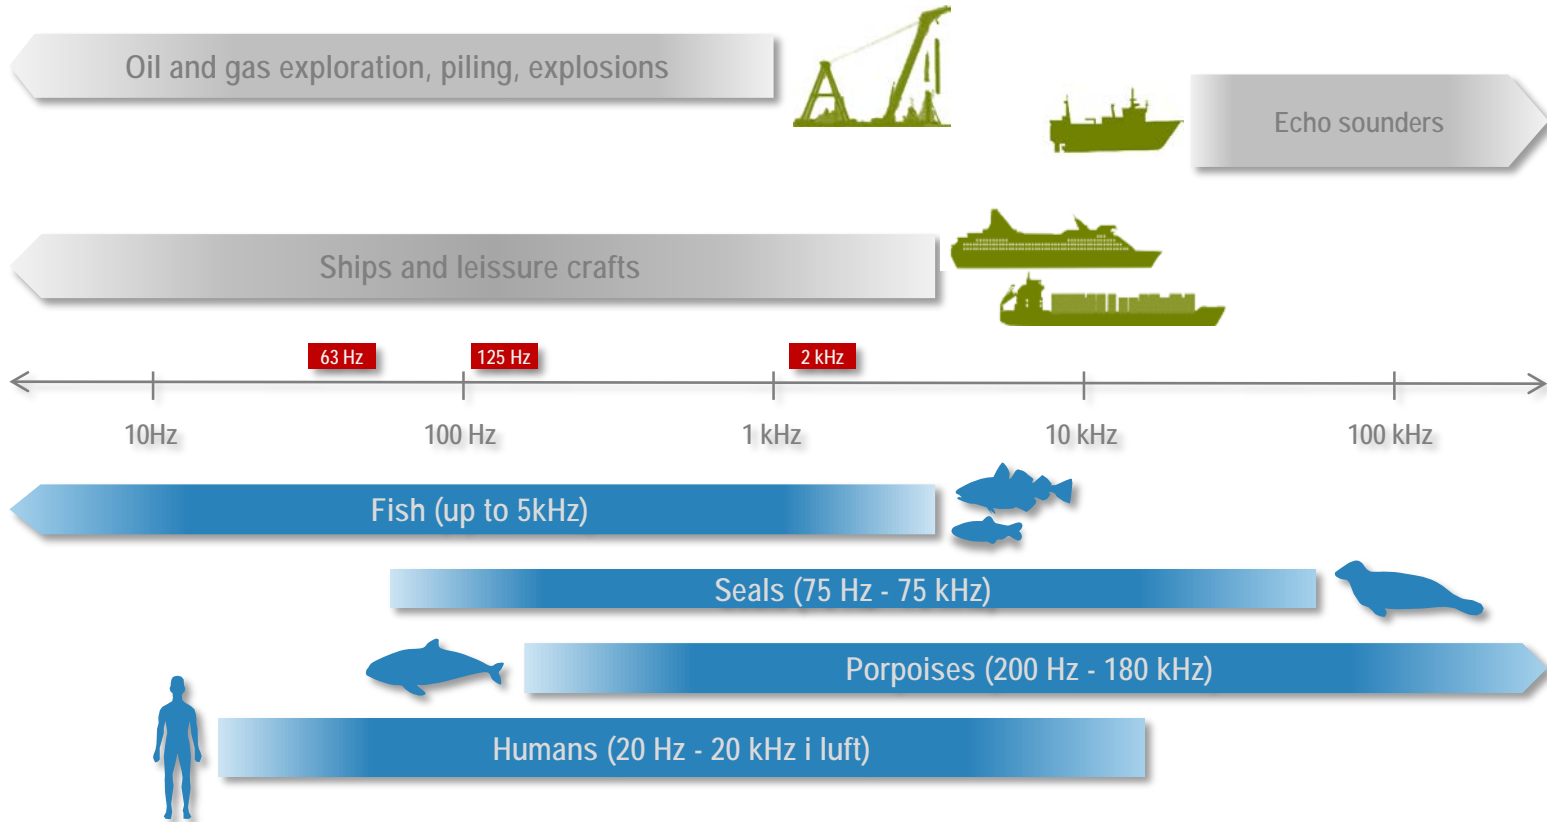 Oil and gas exploration, piling, explosions
Echo sounders
Ships and leissure crafts
63 Hz
125 Hz
2 kHz
10Hz
100 Hz
1 kHz
10 kHz
100 kHz
Fish (up to 5kHz)
Seals (75 Hz - 75 kHz)
Porpoises (200 Hz - 180 kHz)
Humans (20 Hz - 20 kHz i luft)